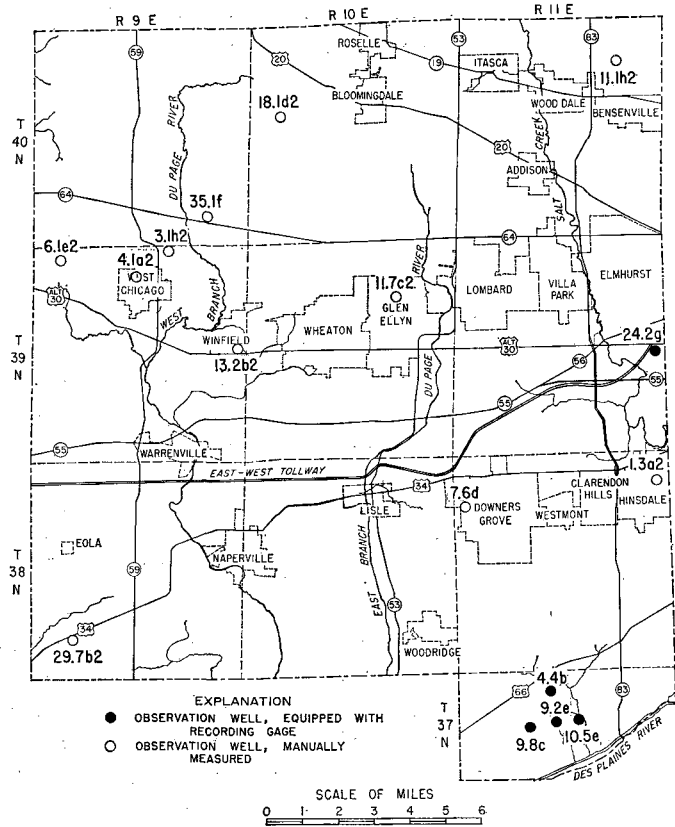 R 9 E R 10 E R 11 E
59
20
ROSELLE
53
19
ITASCA
83
11.1h2
BLOOMINGDALE
WOOD DALE
BENSENVILLE
18.1d2
T
40
N
DU PAGE RIVER
20
ADDISON
SALT CREEK
64
35.1f
6.1e2
3.1h2
4.1a2
64
WEST
CHICAGO
ALT
30
WEST BRANCH
11.7c2
GLEN
ELLYN
DU PAGE RIVER
LOMBARD
VILLA
PARK
ELMHURST
WHEATON
WINFIELD
13.2b2
ALT
30
24.2g
56
T
39
N
55
55
55
WARRENVILLE
EAST-WEST TOLLWAY
34
1.3a2
CLARENDON
HILLS
HINSDALE
7.6d
DOWNERS
GROVE
WESTMONT
LISLE
EOLA
NAPERVILLE
T
38
N
59
EAST BRANCH
53
34
29.7b2
WOODRIDGE
66
4.4b
83
9.2e
T
37
N
9.8c
10.5e
DES PLAINES RIVER
EXPLANATION
OBSERVATION WELL, EQUIPPED WITH
RECORDING GAGE
OBSERVATION WELL, MANUALLY
MEASURED
SCALE OF MILES
0 1 2 3 4 5 6